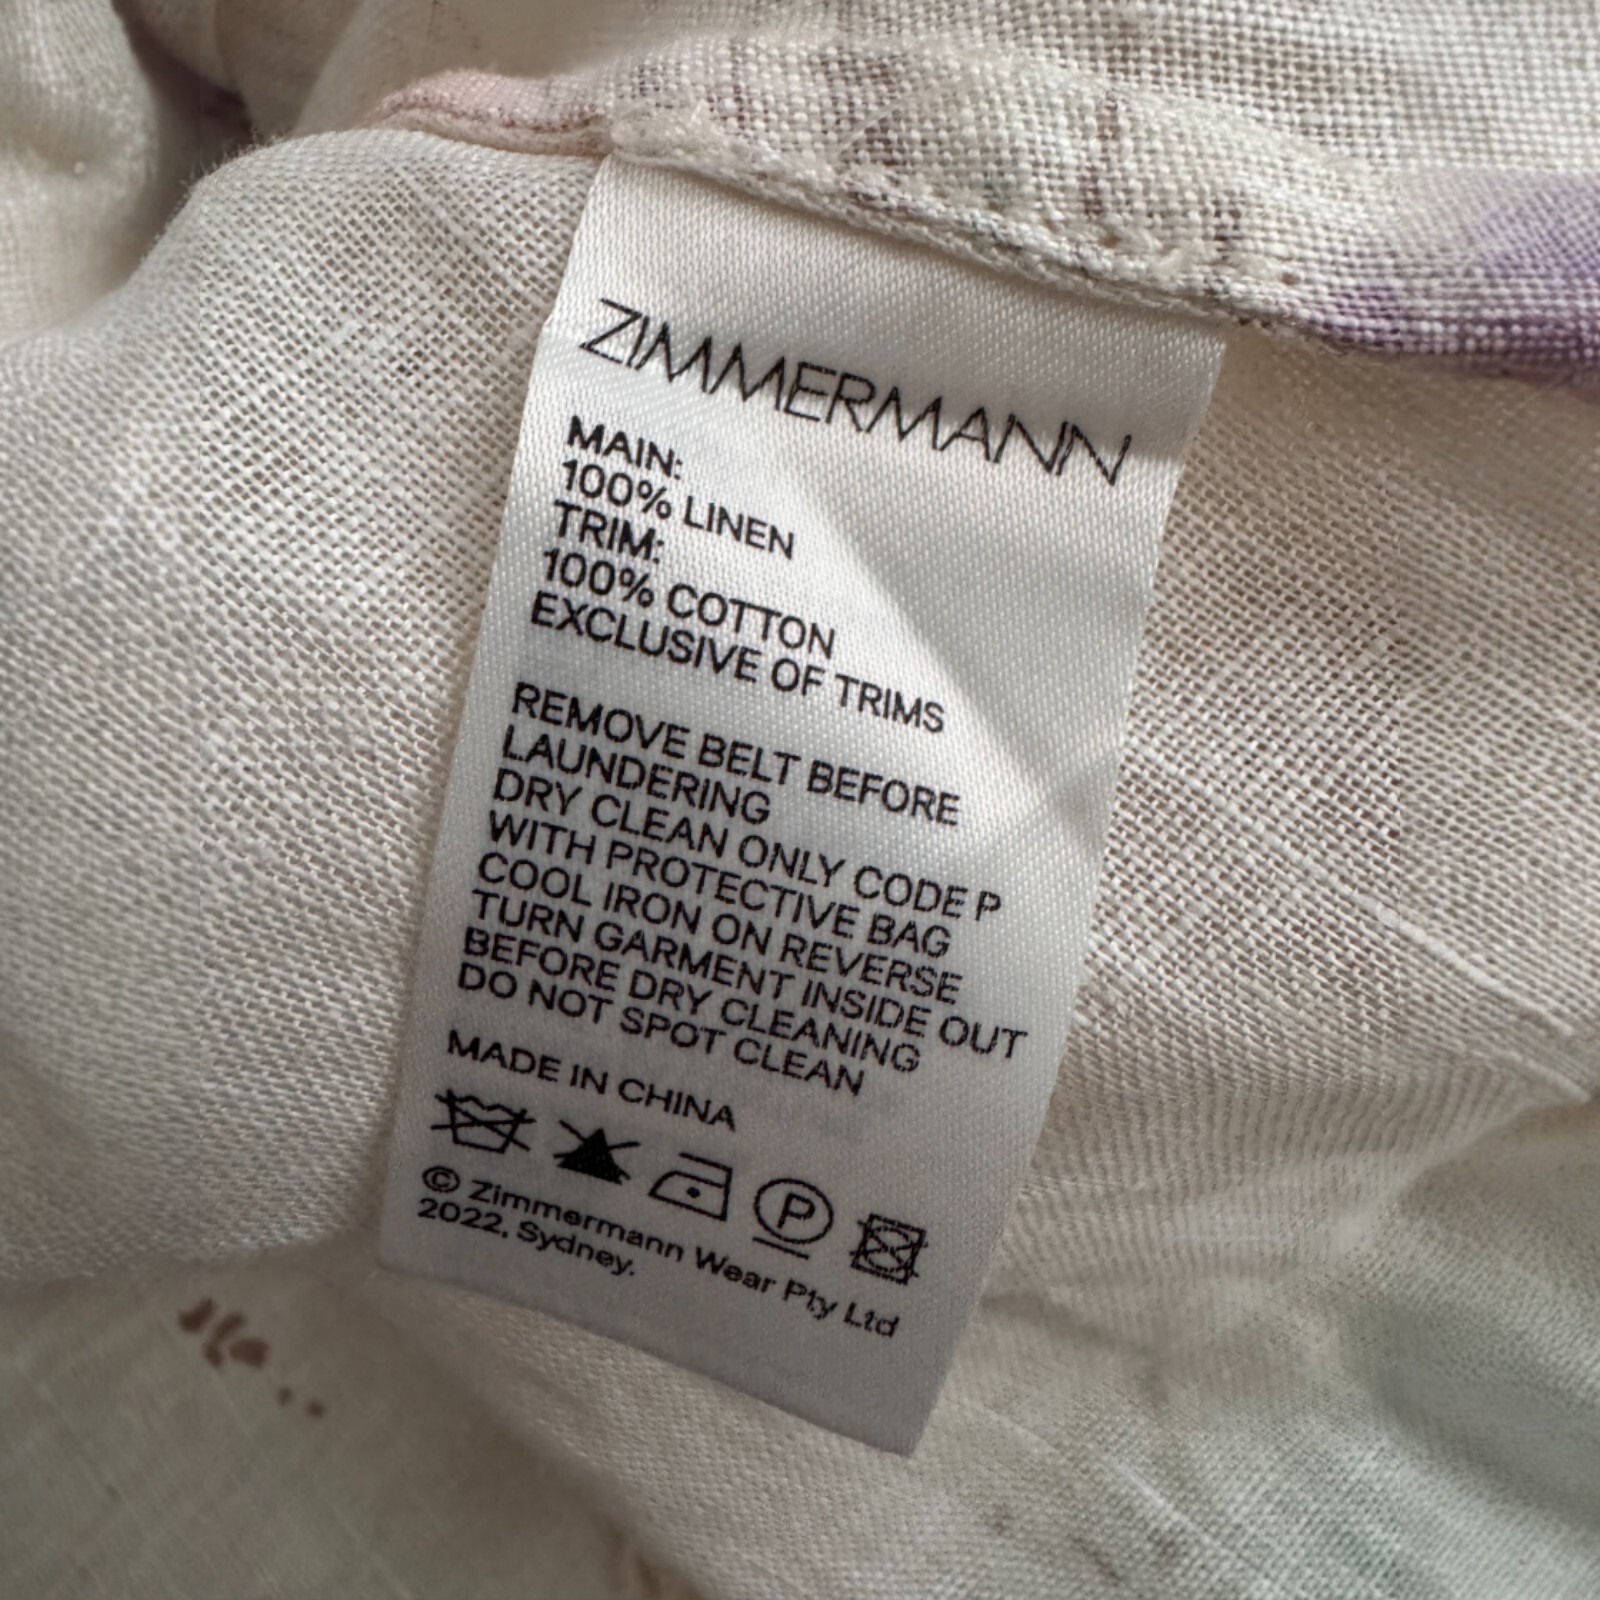 ZIMMERMANN
MAIN:
100% LINEN
TRIM:
100% COTTON
EXCLUSIVE OF TRIMS
REMOVE BELT BEFORE
LAUNDERING
DRY CLEAN ONLY CODE P
WITH PROTECTIVE BAG
COOL IRON ON REVERSE
TURN GARMENT INSIDE OUT
BEFORE DRY CLEANING
DO NOT SPOT CLEAN
MADE IN CHINA
P
© Zimmermann Wear Pty Ltd
2022, Sydney.